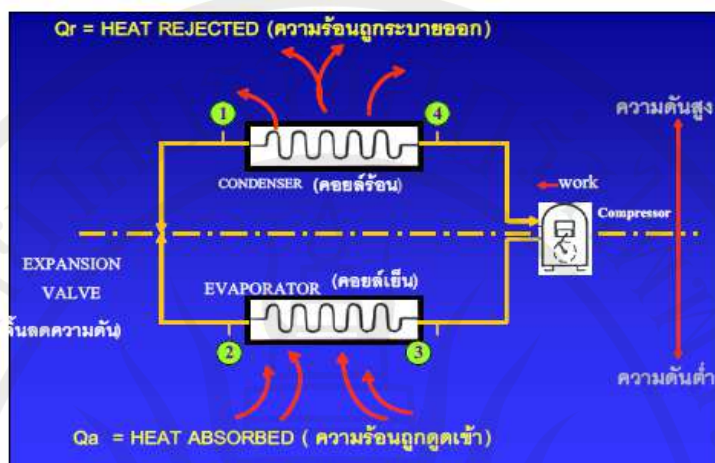 Qr = HEAT REJECTED (ความร้อนถูกระบายออก)
1
4
ความดันสูง
CONDENSER (คอยล์ร้อน)
work
Compressor
EXPANSION
VALVE
EVAPORATOR (คอยล์เย็น)
ลดความดัน)
2
3
ความดันต่ำ
Qa = HEAT ABSORBED ( ความร้อนถูกดูดเข้า)